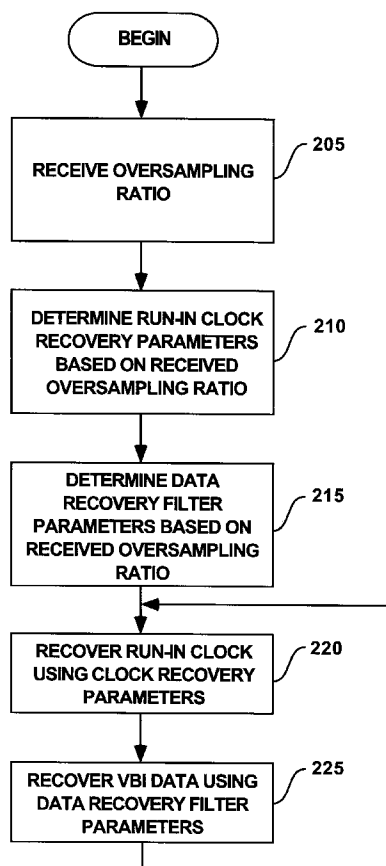 BEGIN
RECEIVE OVERSAMPLING
RATIO
205
DETERMINE RUN-IN CLOCK
RECOVERY PARAMETERS
BASED ON RECEIVED
OVERSAMPLING RATIO
210
DETERMINE DATA
RECOVERY FILTER
PARAMETERS BASED ON
RECEIVED OVERSAMPLING
RATIO
215
RECOVER RUN-IN CLOCK
USING CLOCK RECOVERY
PARAMETERS
220
RECOVER VBI DATA USING
DATA RECOVERY FILTER
PARAMETERS
225